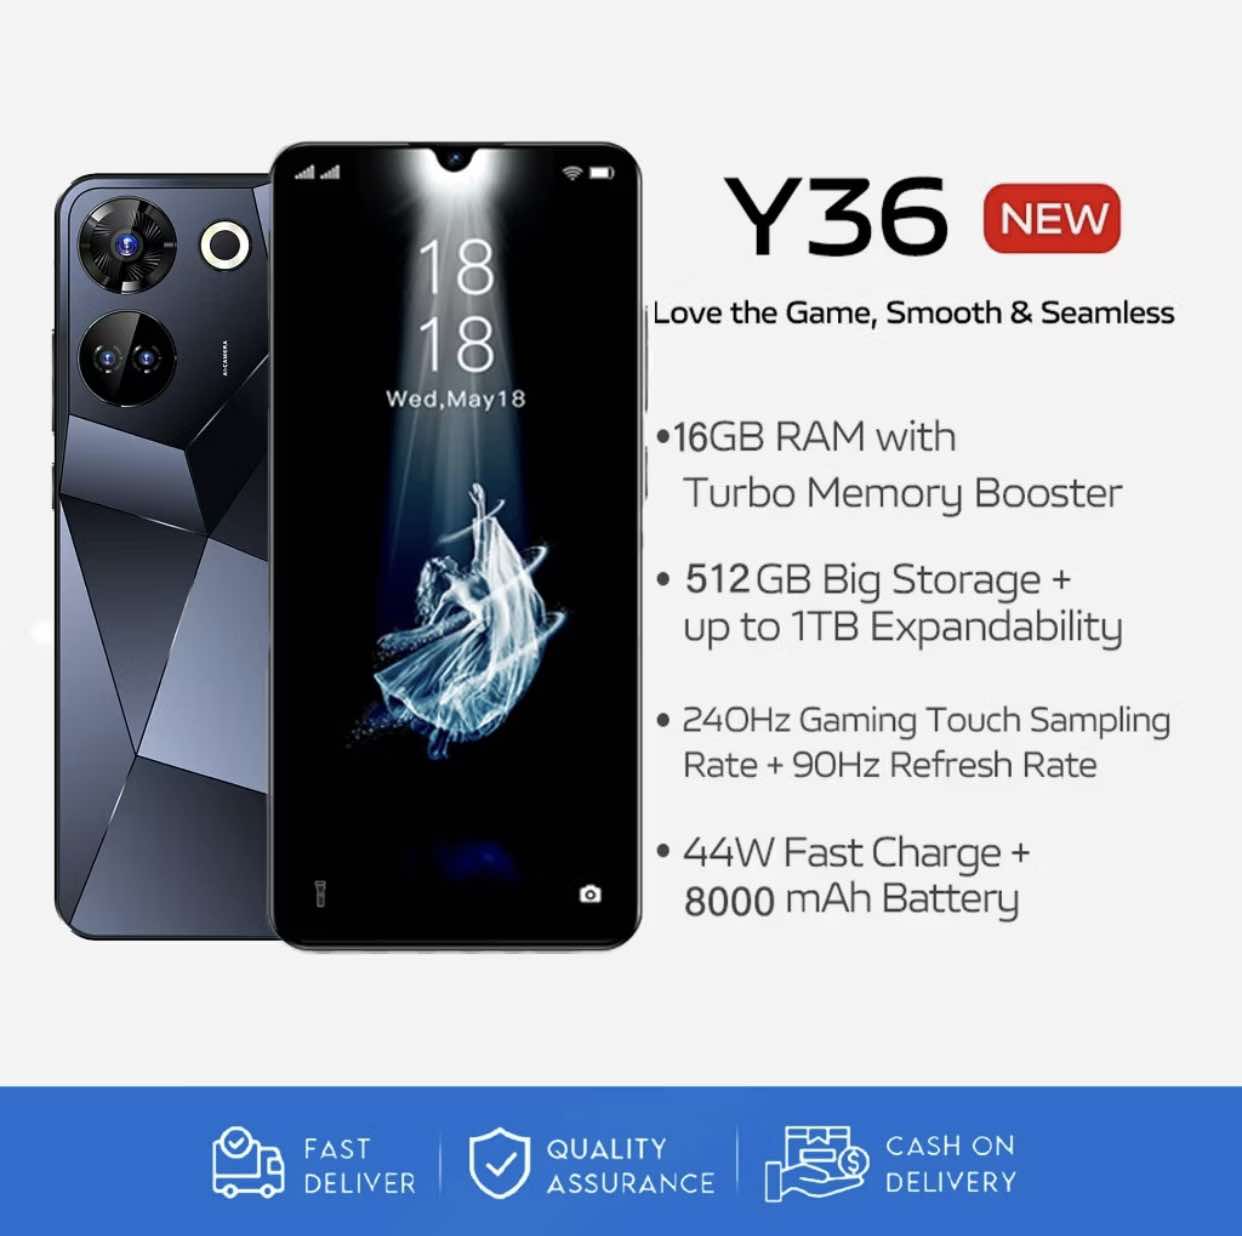 18
18
Wed,May18
AI CAMERA
Y36 NEW
Love the Game, Smooth & Seamless
•16GB RAM with
Turbo Memory Booster
• 512GB Big Storage +
up to 1TB Expandability
• 240Hz Gaming Touch Sampling
Rate + 90Hz Refresh Rate
• 44W Fast Charge +
8000 mAh Battery
FAST
DELIVER
QUALITY
ASSURANCE
CASH ON
DELIVERY